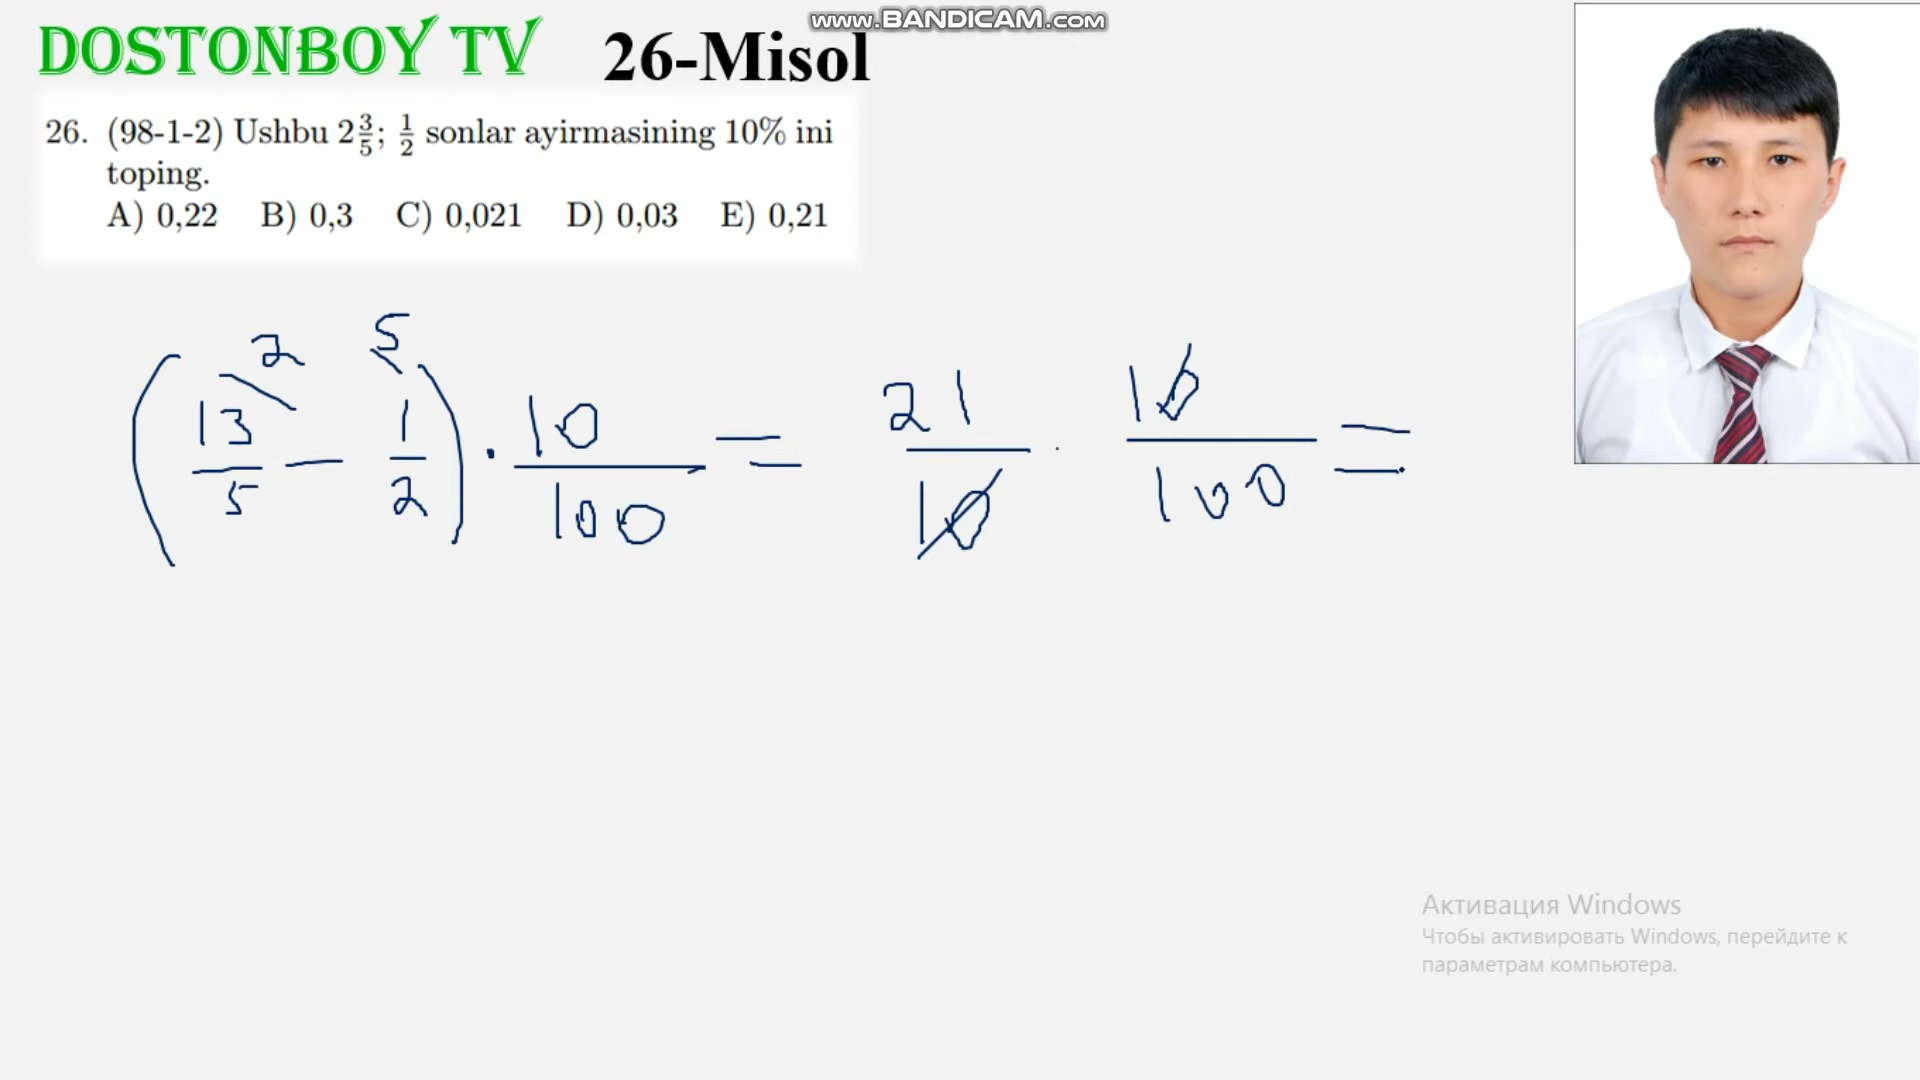 www.BANDICAM.com
DOSTONBOY TV 26-Misol
26. (98-1-2) Ushbu 2 3/5; 1/2 sonlar ayirmasining 10% ini
toping.
A) 0,22 B) 0,3 C) 0,021 D) 0,03 E) 0,21
2 5
(13/5 − 1/2) · 10/100 = 21/10 · 10/100 =
Активация Windows
Чтобы активировать Windows, перейдите к
параметрам компьютера.